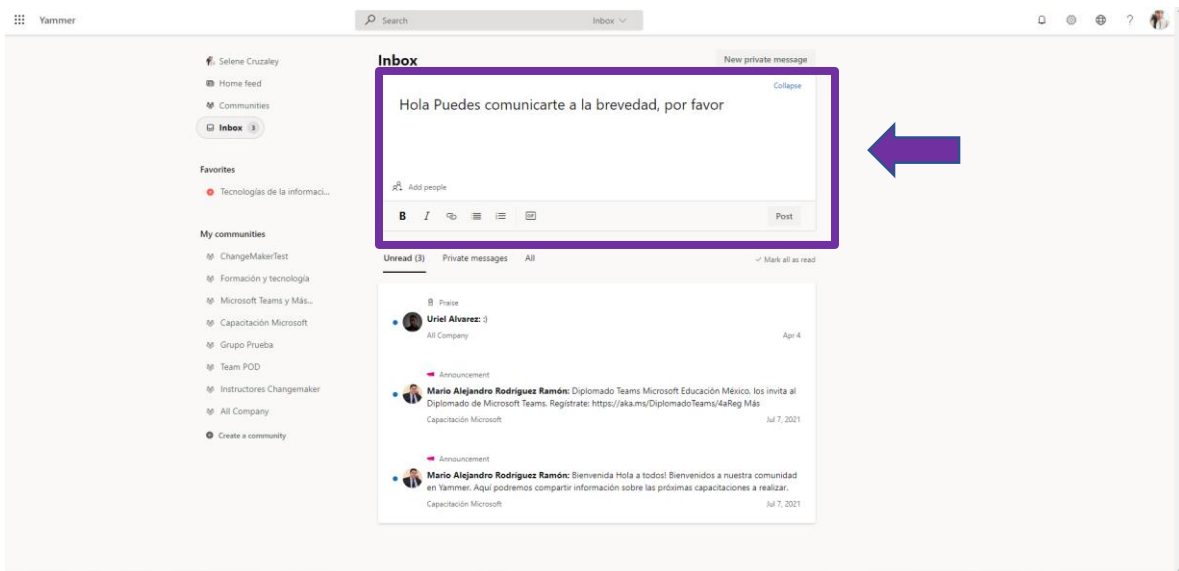 Yammer
Search
Inbox
?
Selene Cruzaley
Home feed
Communities
Inbox 3
Favorites
Tecnologías de la informaci...
My communities
ChangeMakerTest
Formación y tecnología
Microsoft Teams y Más...
Capacitación Microsoft
Grupo Prueba
Team POD
Instructores Changemaker
All Company
Create a community
Inbox
New private message
Collapse
Hola Puedes comunicarte a la brevedad, por favor
Add people
B I GIF
Post
Unread (3) Private messages All
Mark all as read
Praise
Uriel Alvarez: :)
All Company Apr 4
Announcement
Mario Alejandro Rodríguez Ramón: Diplomado Teams Microsoft Educación México, los invita al
Diplomado de Microsoft Teams. Regístrate: https://aka.ms/DiplomadoTeams/4aReg Más
Capacitación Microsoft Jul 7, 2021
Announcement
Mario Alejandro Rodríguez Ramón: Bienvenida Hola a todos! Bienvenidos a nuestra comunidad
en Yammer. Aquí podremos compartir información sobre las próximas capacitaciones a realizar.
Capacitación Microsoft Jul 7, 2021